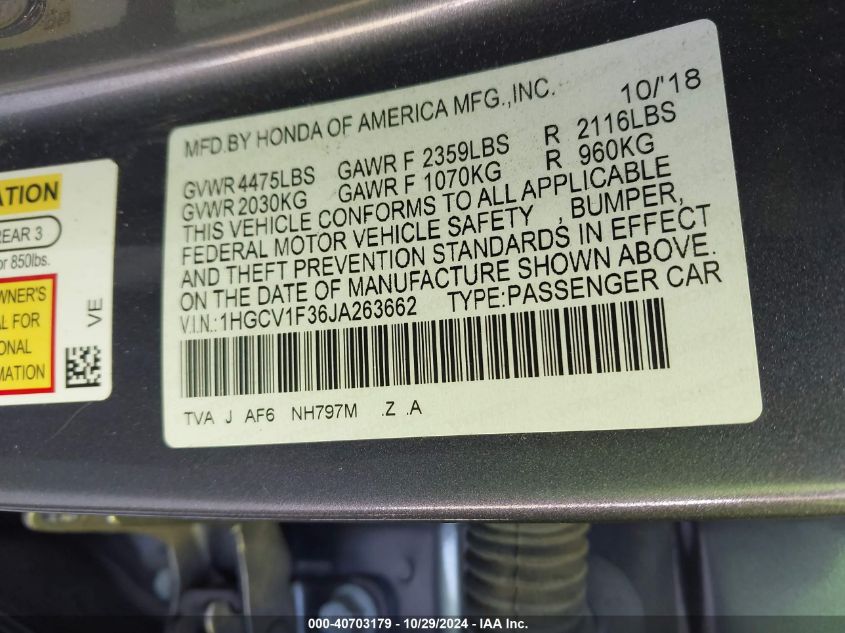 ATION
REAR 3
or 850lbs.
WNER'S
AL FOR
ONAL
MATION
VE
MFD.BY HONDA OF AMERICA MFG.,INC. 10/'18
GVWR 4475LBS GAWR F 2359LBS R 2116LBS
GVWR 2030KG GAWR F 1070KG R 960KG
THIS VEHICLE CONFORMS TO ALL APPLICABLE
FEDERAL MOTOR VEHICLE SAFETY , BUMPER,
AND THEFT PREVENTION STANDARDS IN EFFECT
ON THE DATE OF MANUFACTURE SHOWN ABOVE.
V.I.N.:1HGCV1F36JA263662 TYPE:PASSENGER CAR
TVA J AF6 NH797M .Z .A
000-40703179 | 10/29/2024 | IAA, Inc.